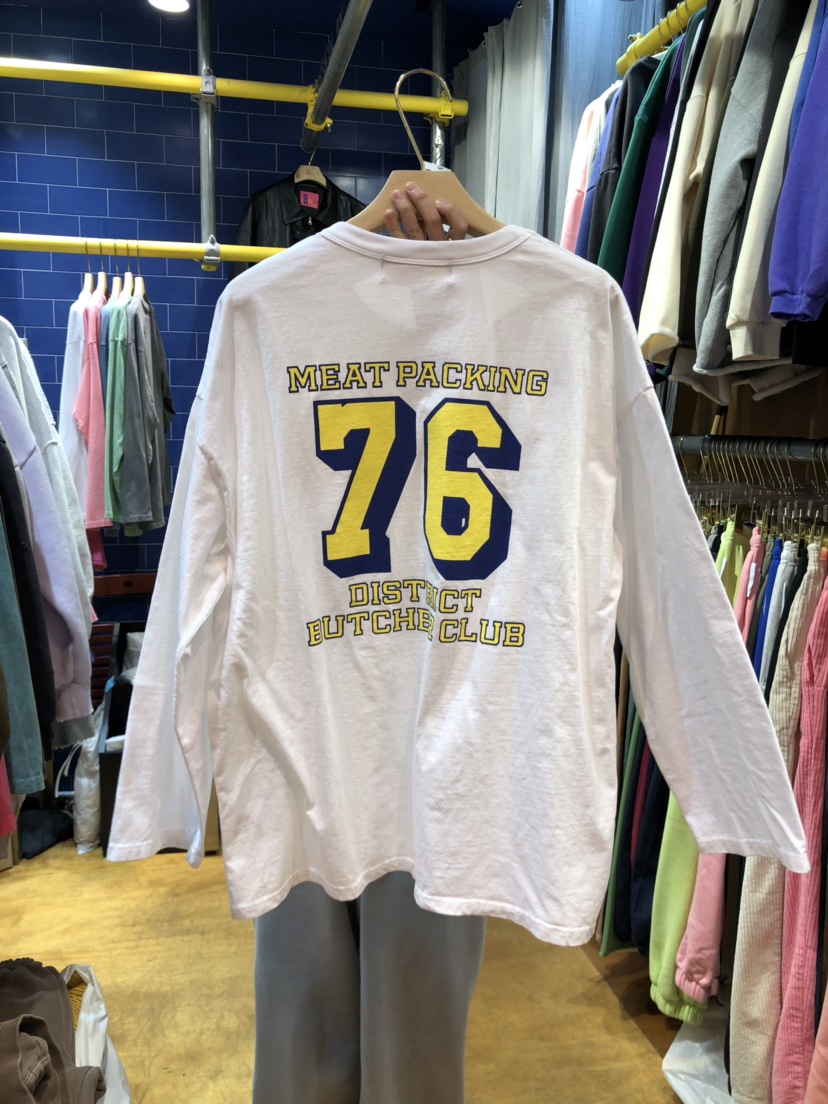 MEAT PACKING
76
DISTRICT
BUTCHER CLUB